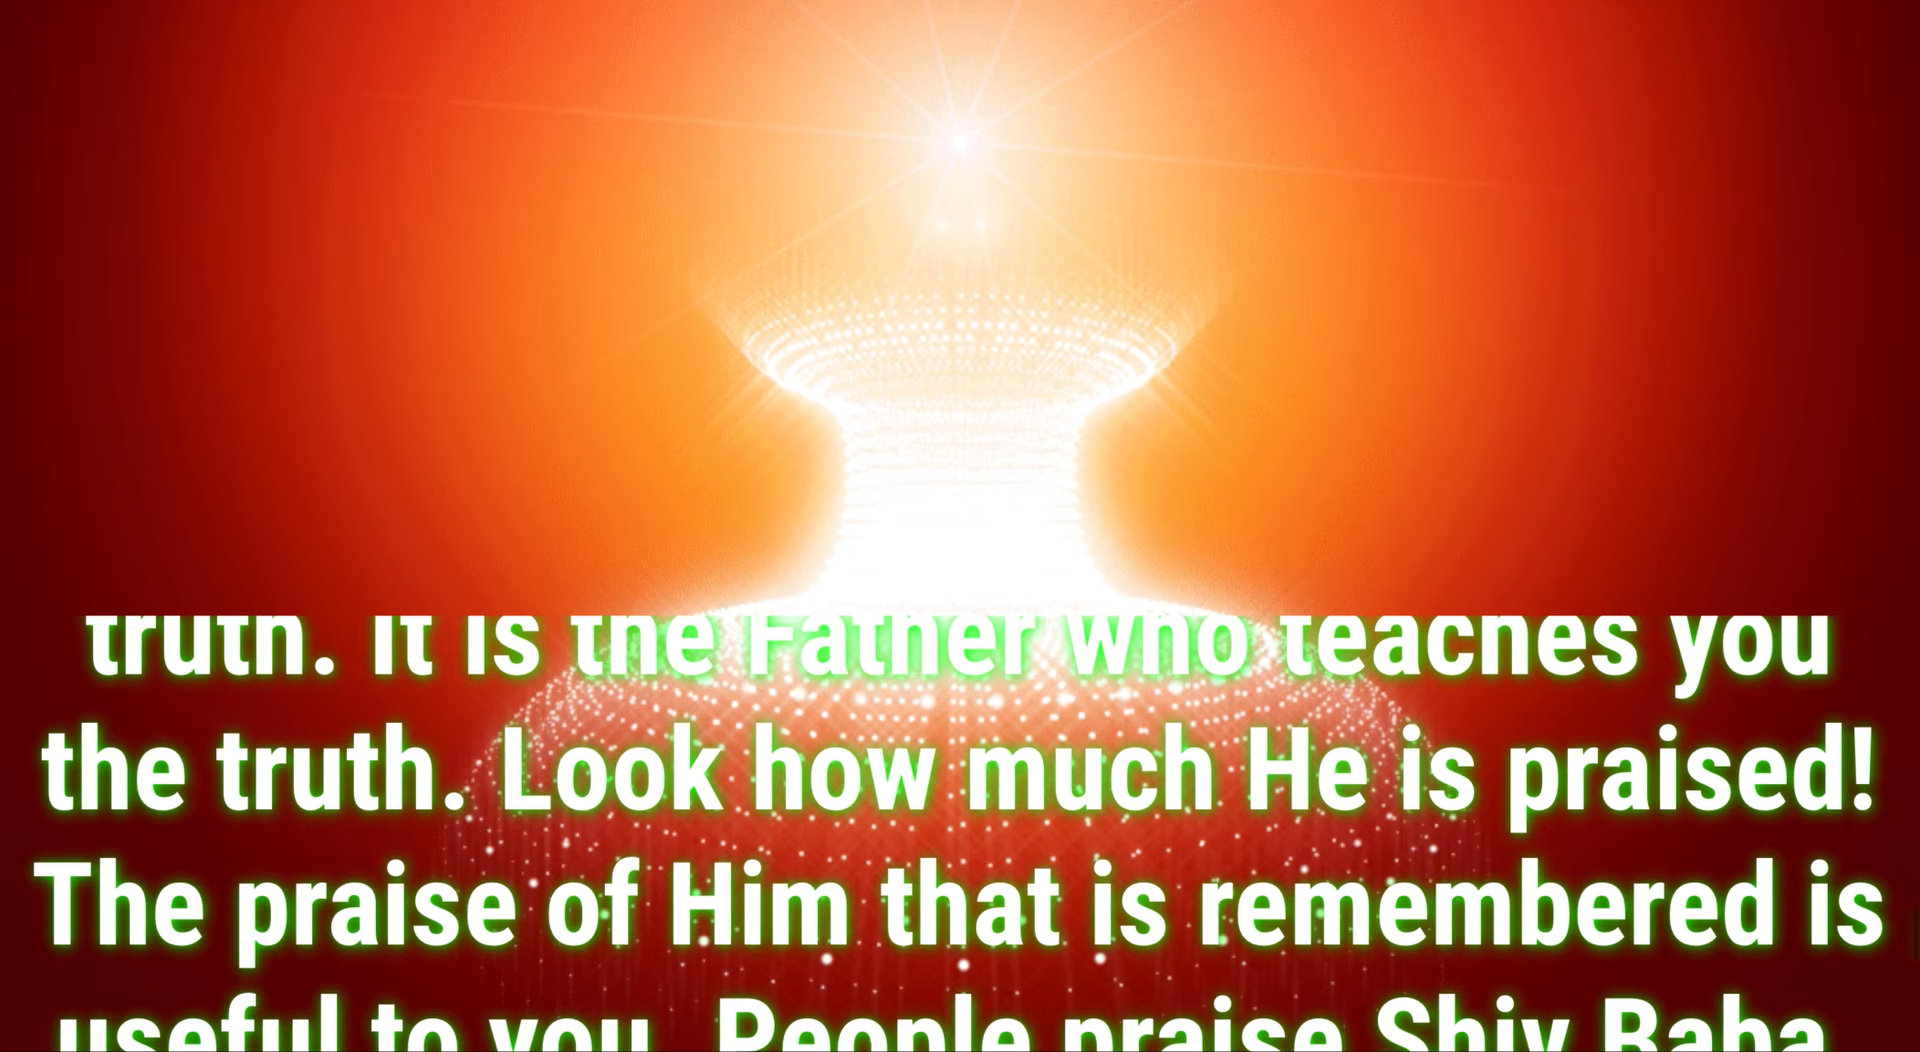 truth. It is the Father who teaches you
the truth. Look how much He is praised!
The praise of Him that is remembered is
useful to you. People praise Shiv Baba